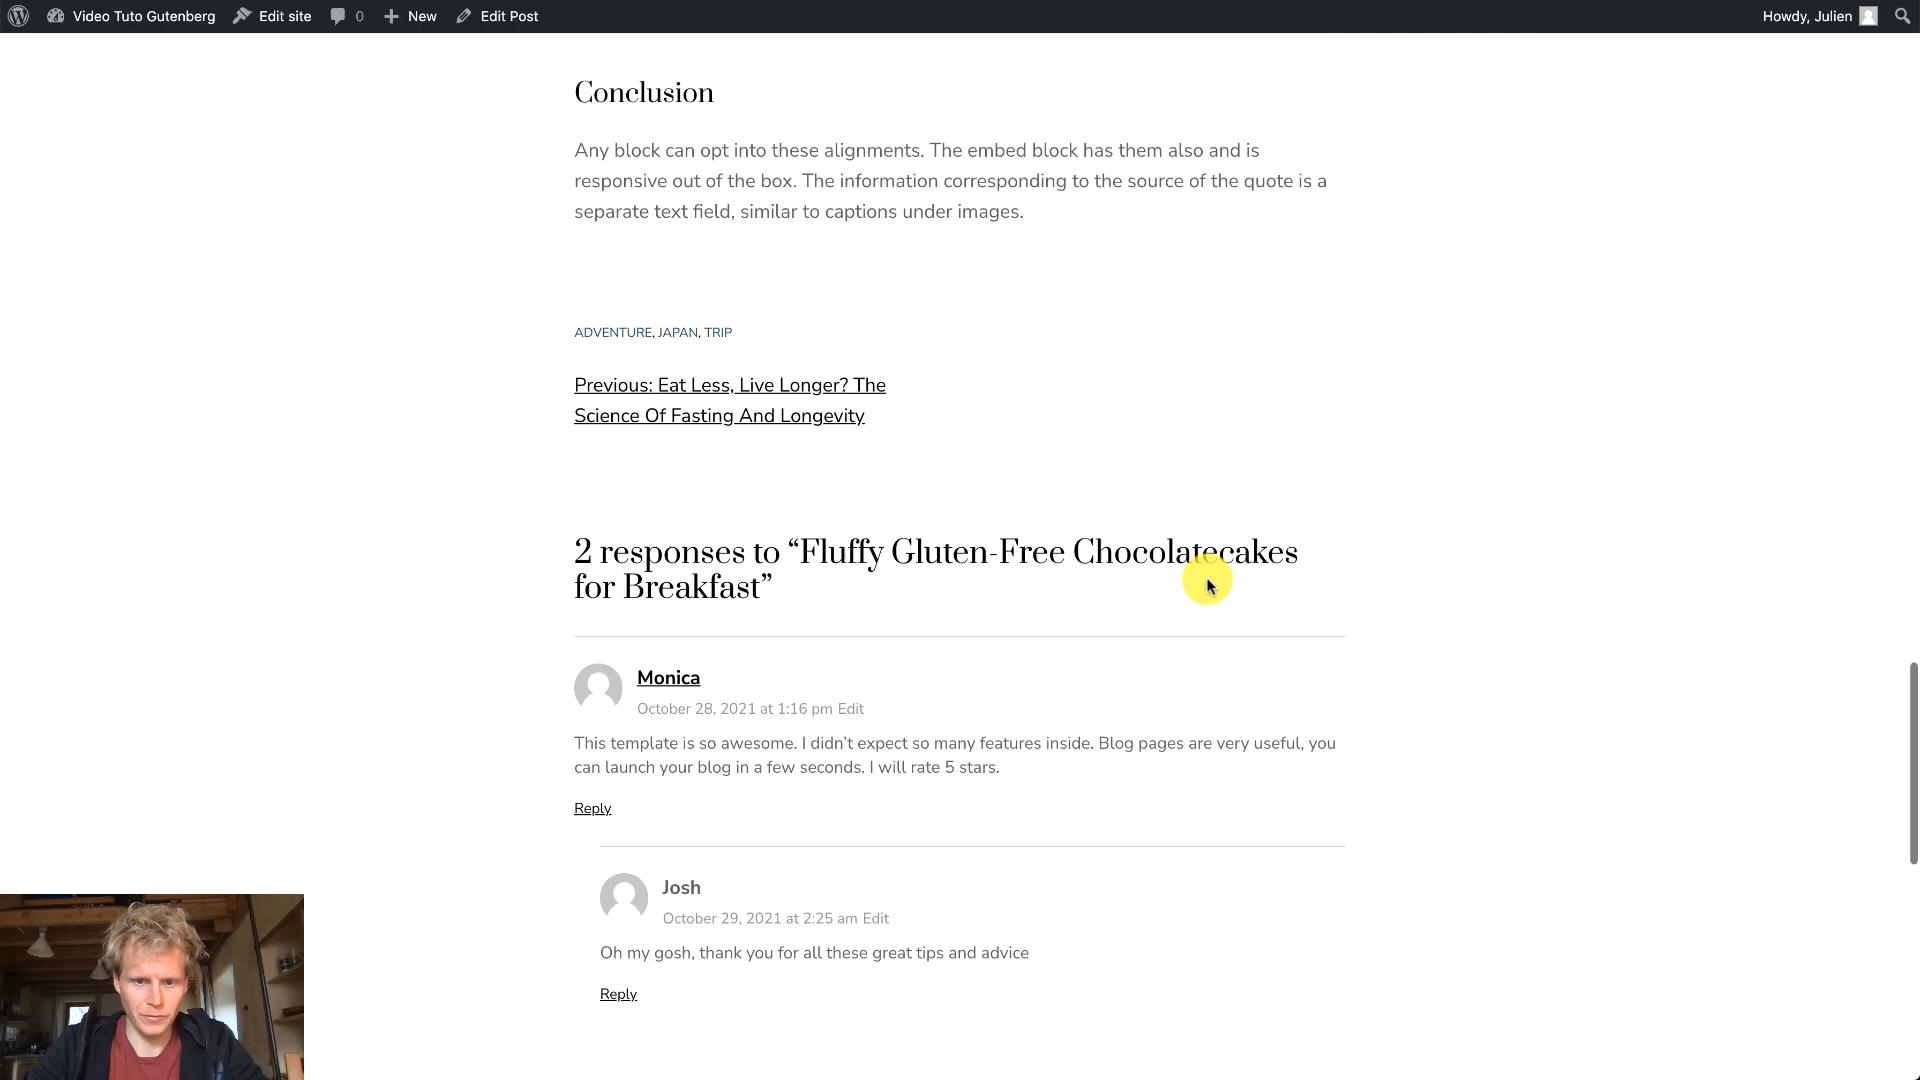 Video Tuto Gutenberg Edit site 0 New Edit Post Howdy, Julien
Conclusion
Any block can opt into these alignments. The embed block has them also and is
responsive out of the box. The information corresponding to the source of the quote is a
separate text field, similar to captions under images.
ADVENTURE, JAPAN, TRIP
Previous: Eat Less, Live Longer? The
Science Of Fasting And Longevity
2 responses to “Fluffy Gluten-Free Chocolatecakes
for Breakfast”
Monica
October 28, 2021 at 1:16 pm Edit
This template is so awesome. I didn’t expect so many features inside. Blog pages are very useful, you
can launch your blog in a few seconds. I will rate 5 stars.
Reply
Josh
October 29, 2021 at 2:25 am Edit
Oh my gosh, thank you for all these great tips and advice
Reply